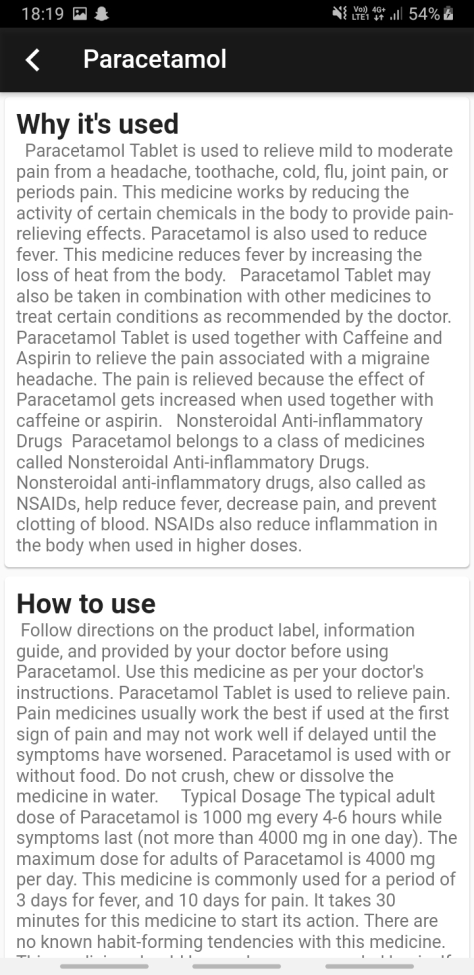 18:19 Vo)) 4G+ LTE1 54%
Paracetamol
Why it's used
Paracetamol Tablet is used to relieve mild to moderate
pain from a headache, toothache, cold, flu, joint pain, or
periods pain. This medicine works by reducing the
activity of certain chemicals in the body to provide pain-
relieving effects. Paracetamol is also used to reduce
fever. This medicine reduces fever by increasing the
loss of heat from the body. Paracetamol Tablet may
also be taken in combination with other medicines to
treat certain conditions as recommended by the doctor.
Paracetamol Tablet is used together with Caffeine and
Aspirin to relieve the pain associated with a migraine
headache. The pain is relieved because the effect of
Paracetamol gets increased when used together with
caffeine or aspirin. Nonsteroidal Anti-inflammatory
Drugs Paracetamol belongs to a class of medicines
called Nonsteroidal Anti-inflammatory Drugs.
Nonsteroidal anti-inflammatory drugs, also called as
NSAIDs, help reduce fever, decrease pain, and prevent
clotting of blood. NSAIDs also reduce inflammation in
the body when used in higher doses.
How to use
Follow directions on the product label, information
guide, and provided by your doctor before using
Paracetamol. Use this medicine as per your doctor's
instructions. Paracetamol Tablet is used to relieve pain.
Pain medicines usually work the best if used at the first
sign of pain and may not work well if delayed until the
symptoms have worsened. Paracetamol is used with or
without food. Do not crush, chew or dissolve the
medicine in water. Typical Dosage The typical adult
dose of Paracetamol is 1000 mg every 4-6 hours while
symptoms last (not more than 4000 mg in one day). The
maximum dose for adults of Paracetamol is 4000 mg
per day. This medicine is commonly used for a period of
3 days for fever, and 10 days for pain. It takes 30
minutes for this medicine to start its action. There are
no known habit-forming tendencies with this medicine.